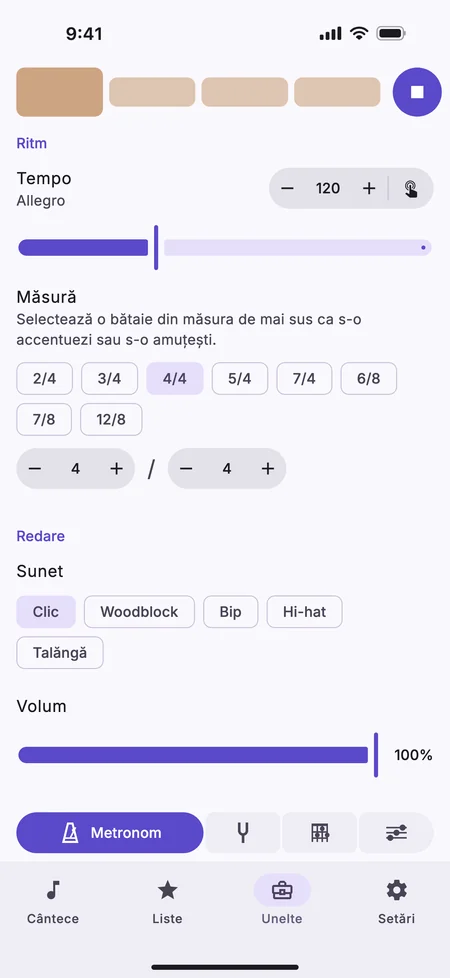 9:41
Ritm
Tempo
Allegro
120
Măsură
Selectează o bătaie din măsura de mai sus ca s-o
accentuezi sau s-o amuțești.
2/4 3/4 4/4 5/4 7/4 6/8
7/8 12/8
4 / 4
Redare
Sunet
Clic Woodblock Bip Hi-hat
Talăngă
Volum
100%
Metronom
Cântece Liste Unelte Setări